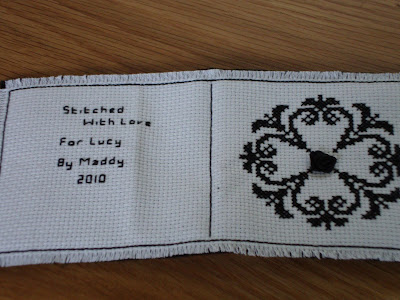 Stitched
With Love
For Lucy
By Maddy
2010